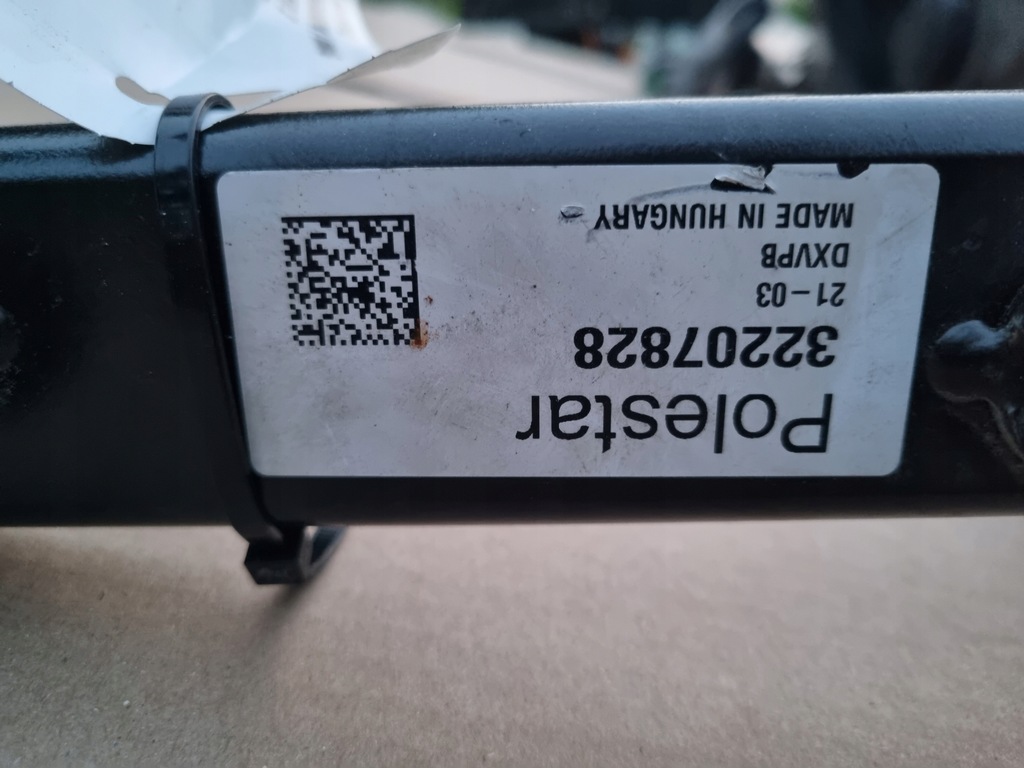 Polestar
32207828
21-03
DXVPB
MADE IN HUNGARY